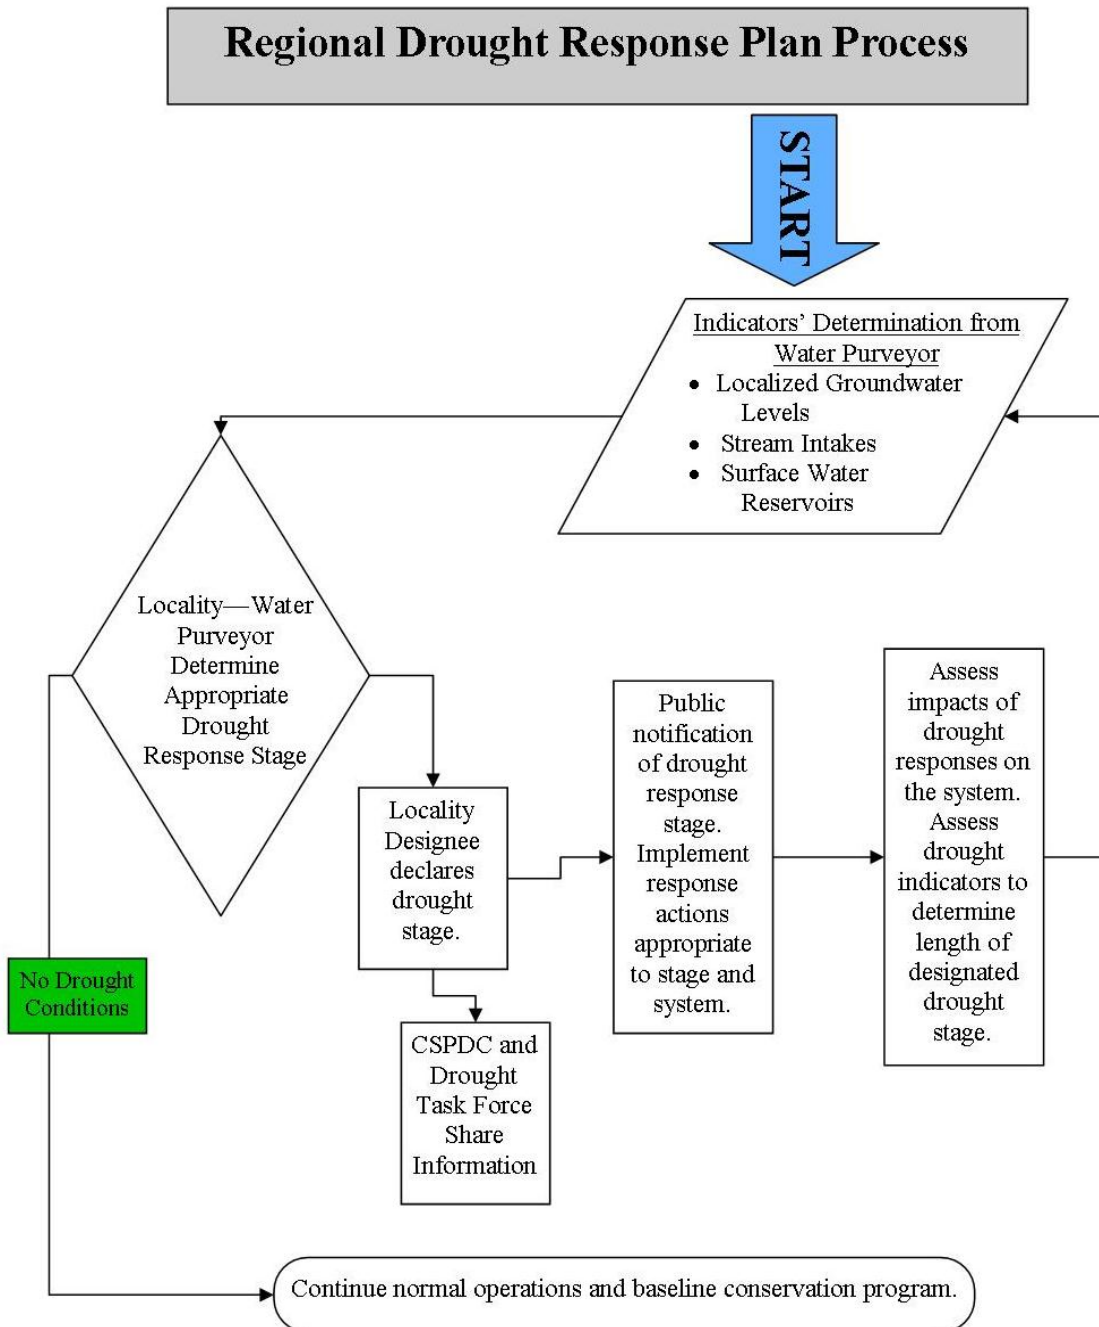 Regional Drought Response Plan Process
START
Indicators’ Determination from
Water Purveyor
• Localized Groundwater
Levels
• Stream Intakes
• Surface Water
Reservoirs
Locality—Water
Purveyor
Determine
Appropriate
Drought
Response Stage
No Drought
Conditions
Locality
Designee
declares
drought
stage.
CSPDC and
Drought
Task Force
Share
Information
Public
notification
of drought
response
stage.
Implement
response
actions
appropriate
to stage and
system.
Assess
impacts of
drought
responses on
the system.
Assess
drought
indicators to
determine
length of
designated
drought
stage.
Continue normal operations and baseline conservation program.